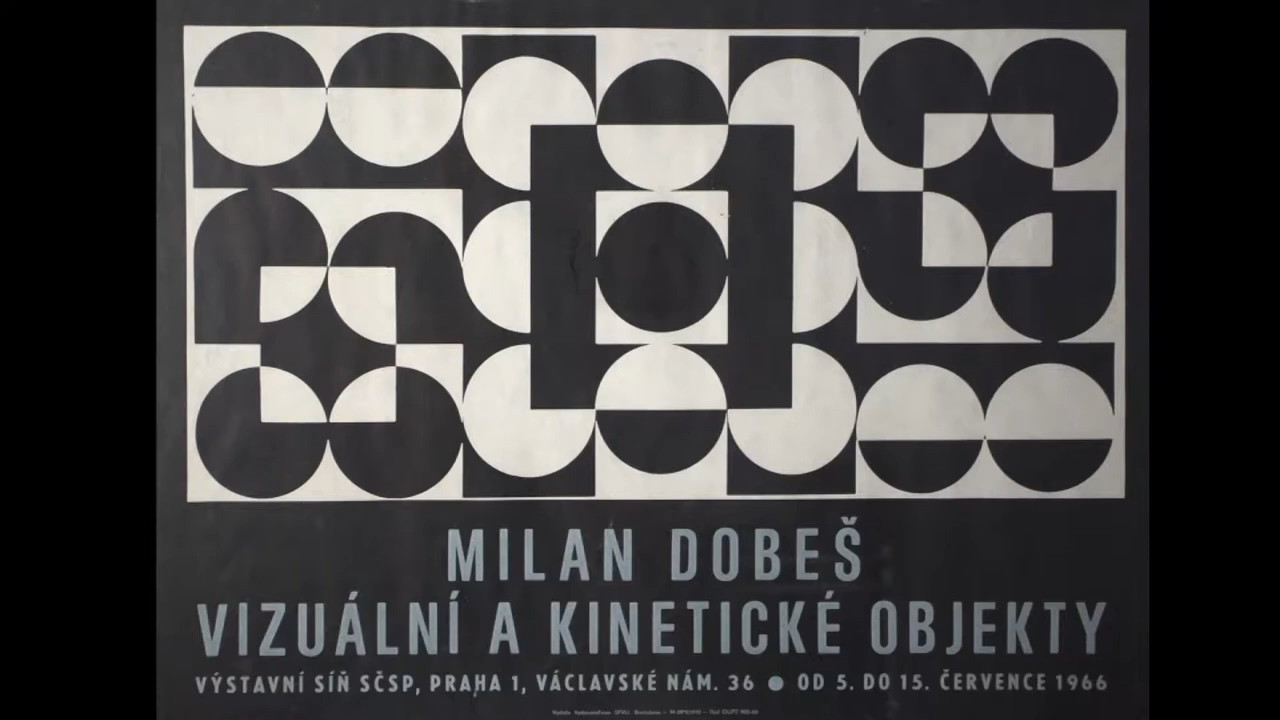 MILAN DOBEŠ
VIZUÁLNÍ A KINETICKÉ OBJEKTY
VÝSTAVNÍ SÍŇ SČSP, PRAHA 1, VÁCLAVSKÉ NÁM. 36 ● OD 5. DO 15. ČERVENCE 1966